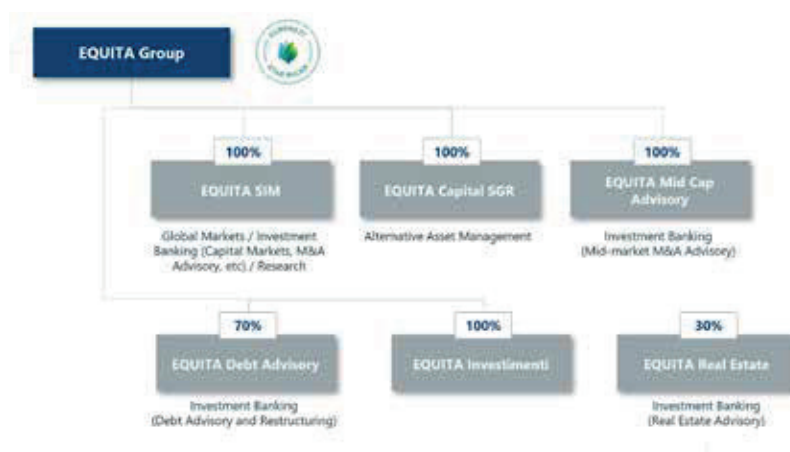 EQUITA Group
100%
100%
100%
EQUITA SIM
EQUITA Capital SGR
EQUITA Mid Cap
Advisory
Global Markets / Investment
Banking (Capital Markets, M&A
Advisory, etc) / Research
Alternative Asset Management
Investment Banking
(Mid-market M&A Advisory)
70%
100%
30%
EQUITA Debt Advisory
EQUITA Investimenti
EQUITA Real Estate
Investment Banking
(Debt Advisory and Restructuring)
Investment Banking
(Real Estate Advisory)